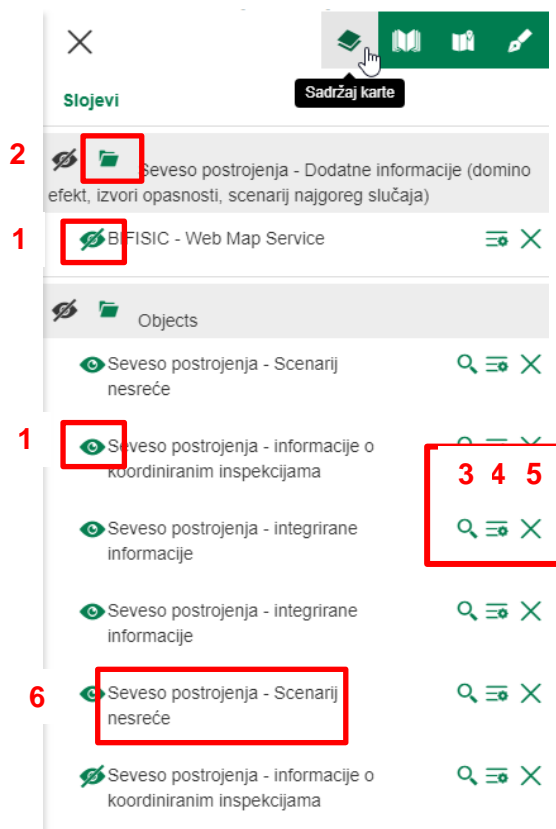 Sadržaj karte
Slojevi
2
Seveso postrojenja - Dodatne informacije (domino
efekt, izvori opasnosti, scenarij najgoreg slučaja)
1
BIFISIC - Web Map Service
Objects
Seveso postrojenja - Scenarij
nesreće
1
Seveso postrojenja - informacije o
koordiniranim inspekcijama
3 4 5
Seveso postrojenja - integrirane
informacije
Seveso postrojenja - integrirane
informacije
6
Seveso postrojenja - Scenarij
nesreće
Seveso postrojenja - informacije o
koordiniranim inspekcijama